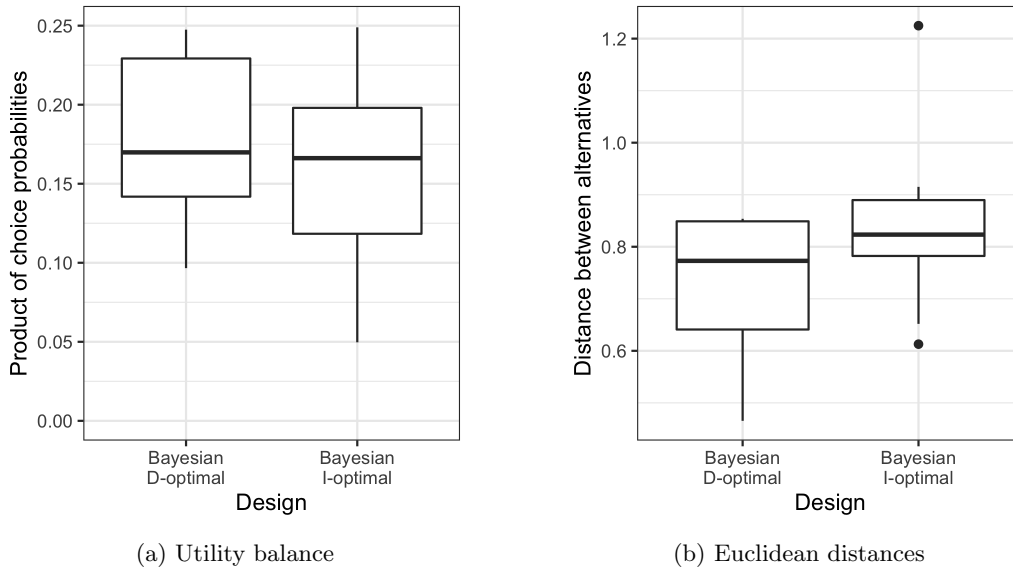 Product of choice probabilities
0.25
0.20
0.15
0.10
0.05
0.00
Bayesian
D-optimal
Bayesian
I-optimal
Design
(a) Utility balance
Distance between alternatives
1.2
1.0
0.8
0.6
Bayesian
D-optimal
Bayesian
I-optimal
Design
(b) Euclidean distances